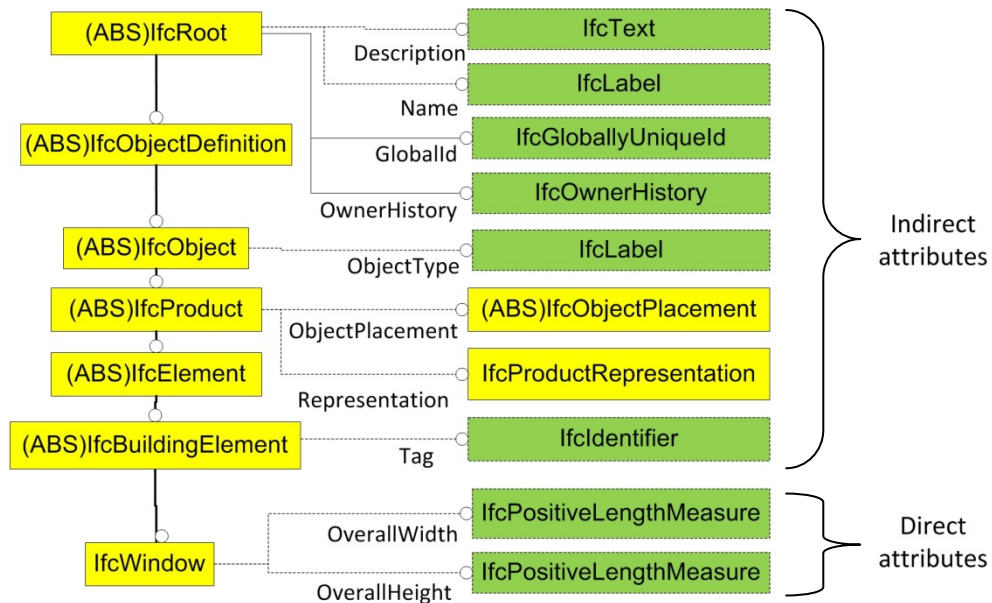 (ABS)IfcRoot
IfcText
Description
IfcLabel
Name
(ABS)IfcObjectDefinition
IfcGloballyUniqueId
GlobalId
IfcOwnerHistory
OwnerHistory
(ABS)IfcObject
IfcLabel
ObjectType
Indirect
attributes
(ABS)IfcProduct
(ABS)IfcObjectPlacement
ObjectPlacement
(ABS)IfcElement
IfcProductRepresentation
Representation
(ABS)IfcBuildingElement
IfcIdentifier
Tag
IfcPositiveLengthMeasure
OverallWidth
Direct
attributes
IfcWindow
IfcPositiveLengthMeasure
OverallHeight